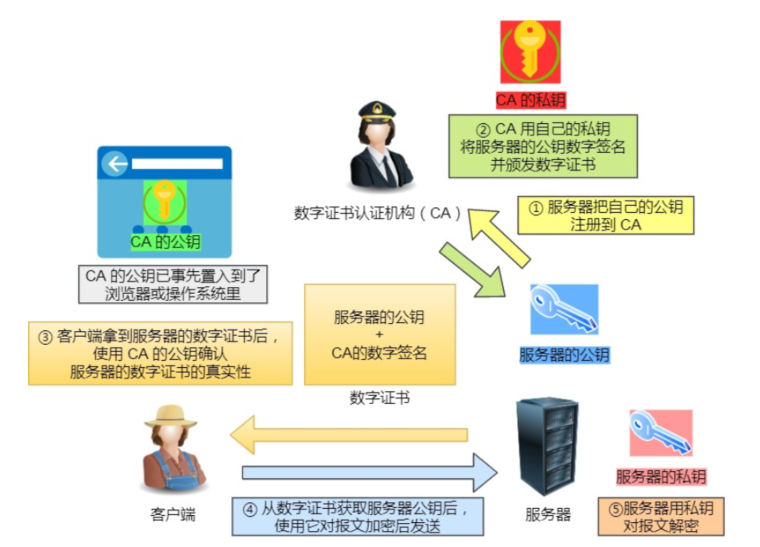 CA 的私钥
② CA 用自己的私钥
将服务器的公钥数字签名
并颁发数字证书
数字证书认证机构（CA）
① 服务器把自己的公钥
注册到 CA
CA 的公钥
CA 的公钥已事先置入到了
浏览器或操作系统里
③ 客户端拿到服务器的数字证书后，
使用 CA 的公钥确认
服务器的数字证书的真实性
服务器的公钥
+
CA的数字签名
数字证书
服务器的公钥
服务器的私钥
客户端
④ 从数字证书获取服务器公钥后，
使用它对报文加密后发送
服务器
⑤服务器用私钥
对报文解密